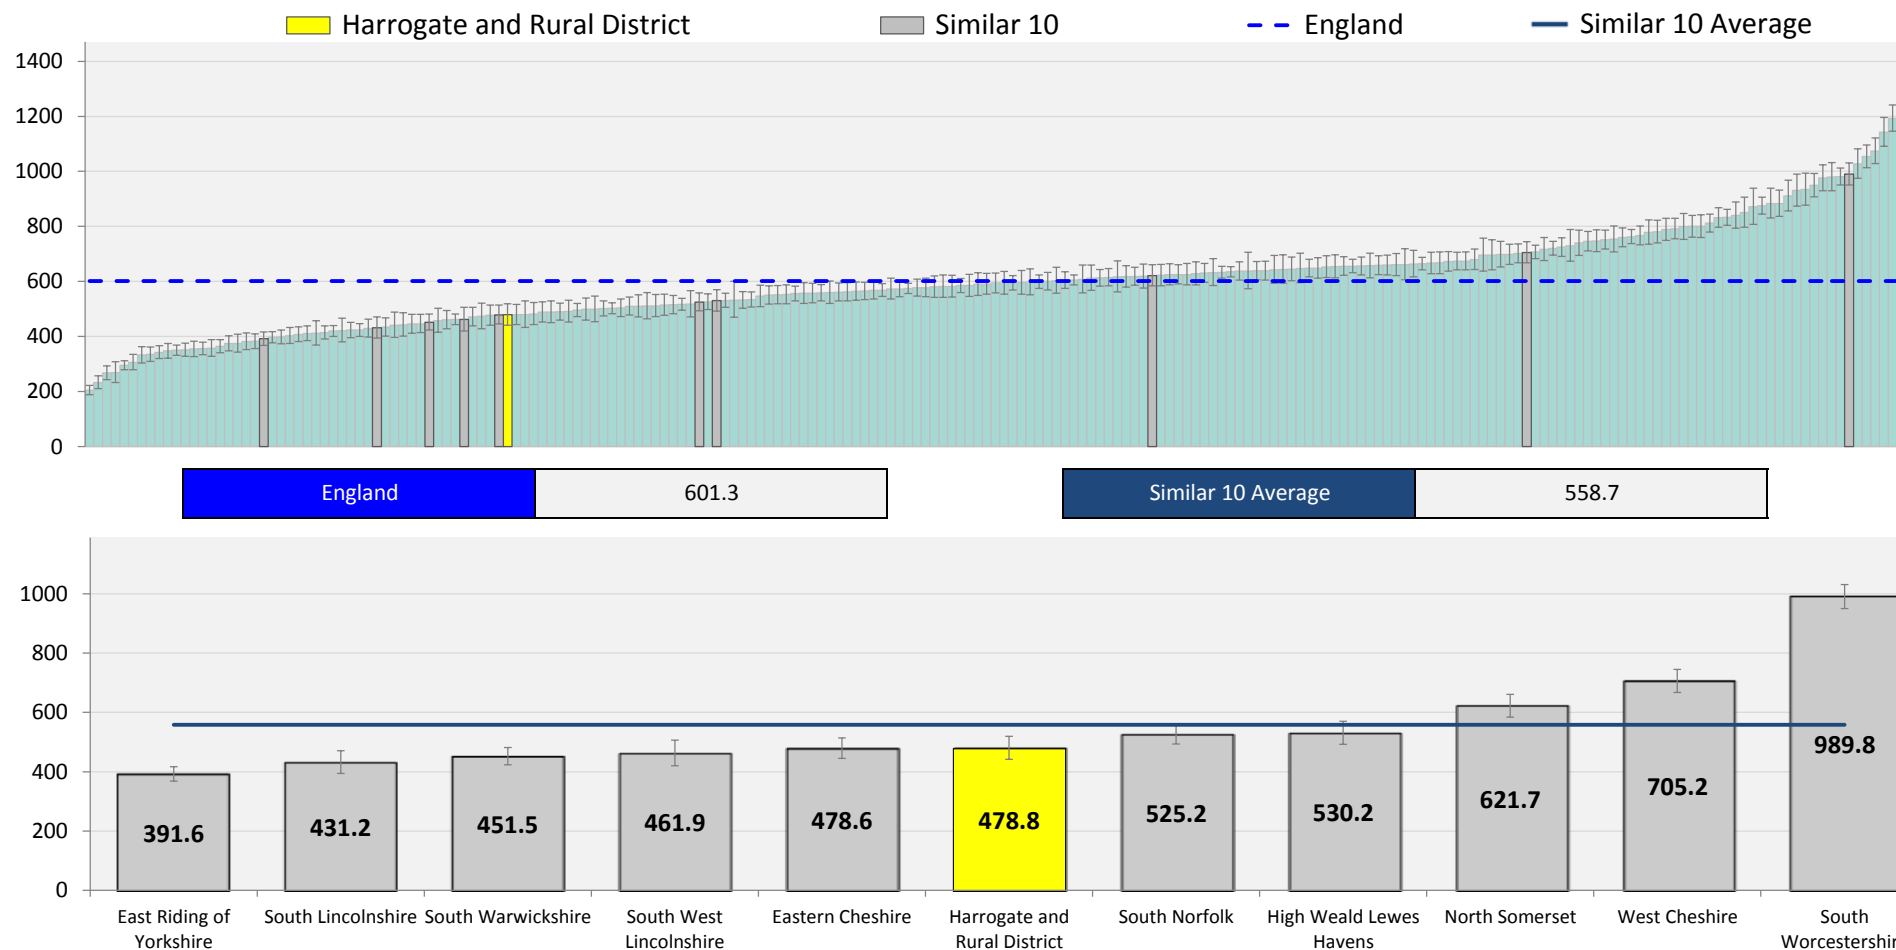 Harrogate and Rural District Similar 10 England Similar 10 Average
1400
1200
1000
800
600
400
200
0
England 601.3 Similar 10 Average 558.7
1000
800
600
400
200
0
391.6 431.2 451.5 461.9 478.6 478.8 525.2 530.2 621.7 705.2 989.8
East Riding of South Lincolnshire South Warwickshire South West Eastern Cheshire Harrogate and South Norfolk High Weald Lewes North Somerset West Cheshire South
Yorkshire Lincolnshire Rural District Havens Worcestershir